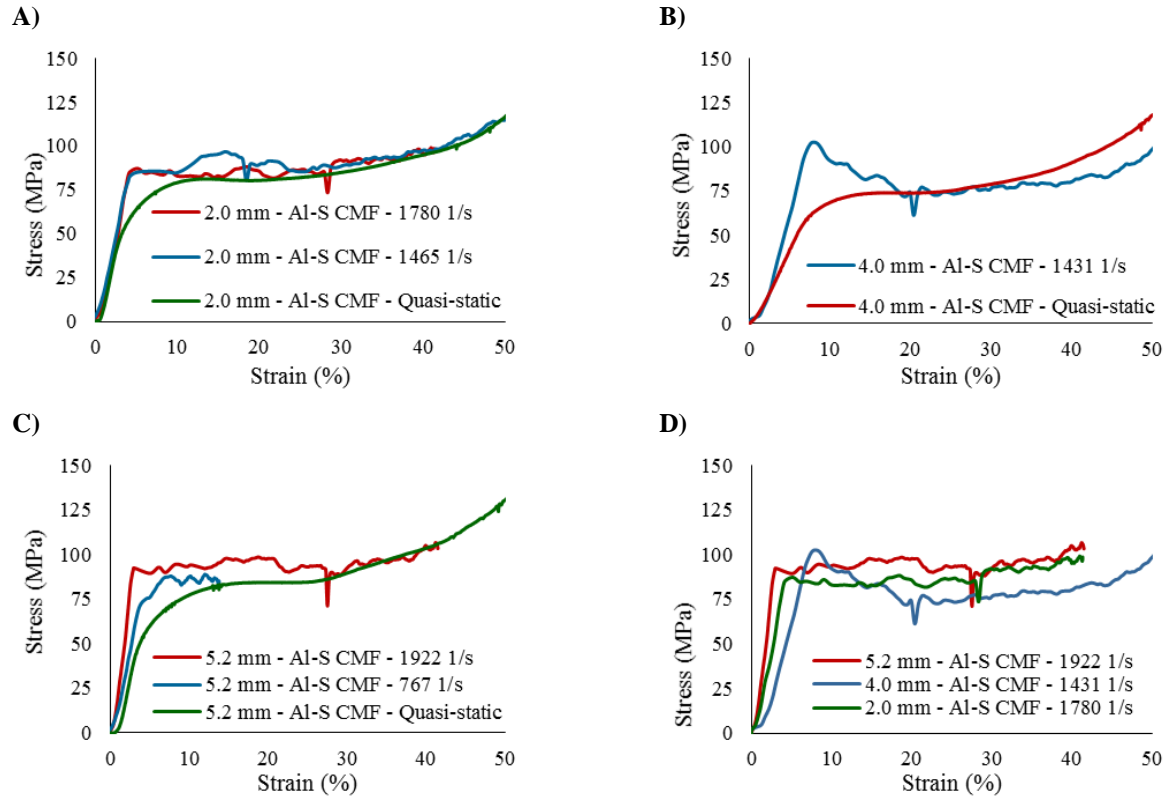 A)
150
125
100
75
50
25
0
Stress (MPa)
2.0 mm - Al-S CMF - 1780 1/s
2.0 mm - Al-S CMF - 1465 1/s
2.0 mm - Al-S CMF - Quasi-static
0 10 20 30 40 50
Strain (%)
B)
150
125
100
75
50
25
0
Stress (MPa)
4.0 mm - Al-S CMF - 1431 1/s
4.0 mm - Al-S CMF - Quasi-static
0 10 20 30 40 50
Strain (%)
C)
150
125
100
75
50
25
0
Stress (MPa)
5.2 mm - Al-S CMF - 1922 1/s
5.2 mm - Al-S CMF - 767 1/s
5.2 mm - Al-S CMF - Quasi-static
0 10 20 30 40 50
Strain (%)
D)
150
125
100
75
50
25
0
Stress (MPa)
5.2 mm - Al-S CMF - 1922 1/s
4.0 mm - Al-S CMF - 1431 1/s
2.0 mm - Al-S CMF - 1780 1/s
0 10 20 30 40 50
Strain (%)